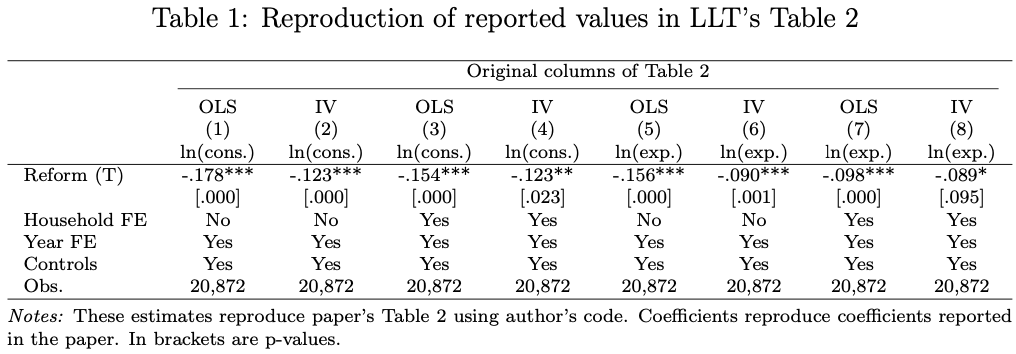 Table 1: Reproduction of reported values in LLT's Table 2
Original columns of Table 2
OLS IV OLS IV OLS IV OLS IV
(1) (2) (3) (4) (5) (6) (7) (8)
ln(cons.) ln(cons.) ln(cons.) ln(cons.) ln(exp.) ln(exp.) ln(exp.) ln(exp.)
Reform (T) -.178*** -.123*** -.154*** -.123** -.156*** -.090*** -.098*** -.089*
[.000] [.000] [.000] [.023] [.000] [.001] [.000] [.095]
Household FE No No Yes Yes No No Yes Yes
Year FE Yes Yes Yes Yes Yes Yes Yes Yes
Controls Yes Yes Yes Yes Yes Yes Yes Yes
Obs. 20,872 20,872 20,872 20,872 20,872 20,872 20,872 20,872
Notes: These estimates reproduce paper's Table 2 using author's code. Coefficients reproduce coefficients reported
in the paper. In brackets are p-values.